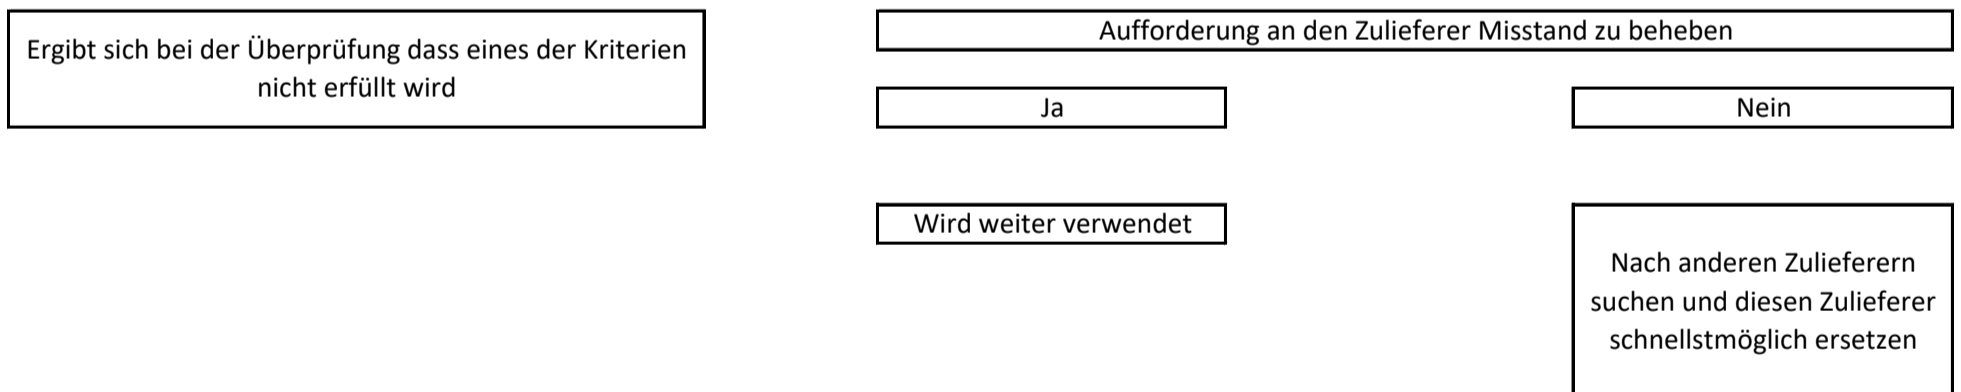 Ergibt sich bei der Überprüfung dass eines der Kriterien
nicht erfüllt wird
Aufforderung an den Zulieferer Misstand zu beheben
Ja
Nein
Wird weiter verwendet
Nach anderen Zulieferern
suchen und diesen Zulieferer
schnellstmöglich ersetzen